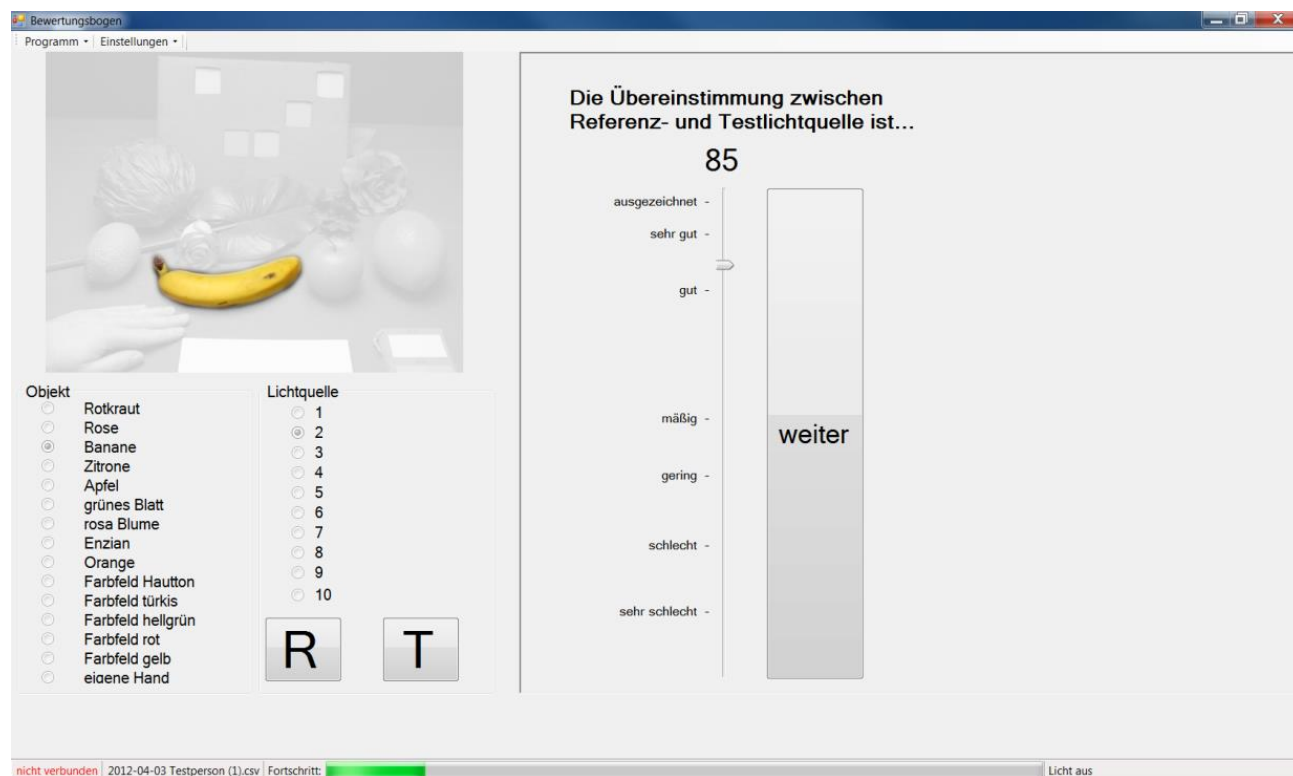 Bewertungsbogen
Programm Einstellungen
Die Übereinstimmung zwischen
Referenz- und Testlichtquelle ist...
85
ausgezeichnet -
sehr gut -
gut -
mäßig -
gering -
schlecht -
sehr schlecht -
weiter
Objekt
Rotkraut
Rose
Banane
Zitrone
Apfel
grünes Blatt
rosa Blume
Enzian
Orange
Farbfeld Hautton
Farbfeld türkis
Farbfeld hellgrün
Farbfeld rot
Farbfeld gelb
eigene Hand
Lichtquelle
1
2
3
4
5
6
7
8
9
10
R T
nicht verbunden 2012-04-03 Testperson (1).csv Fortschritt: Licht aus